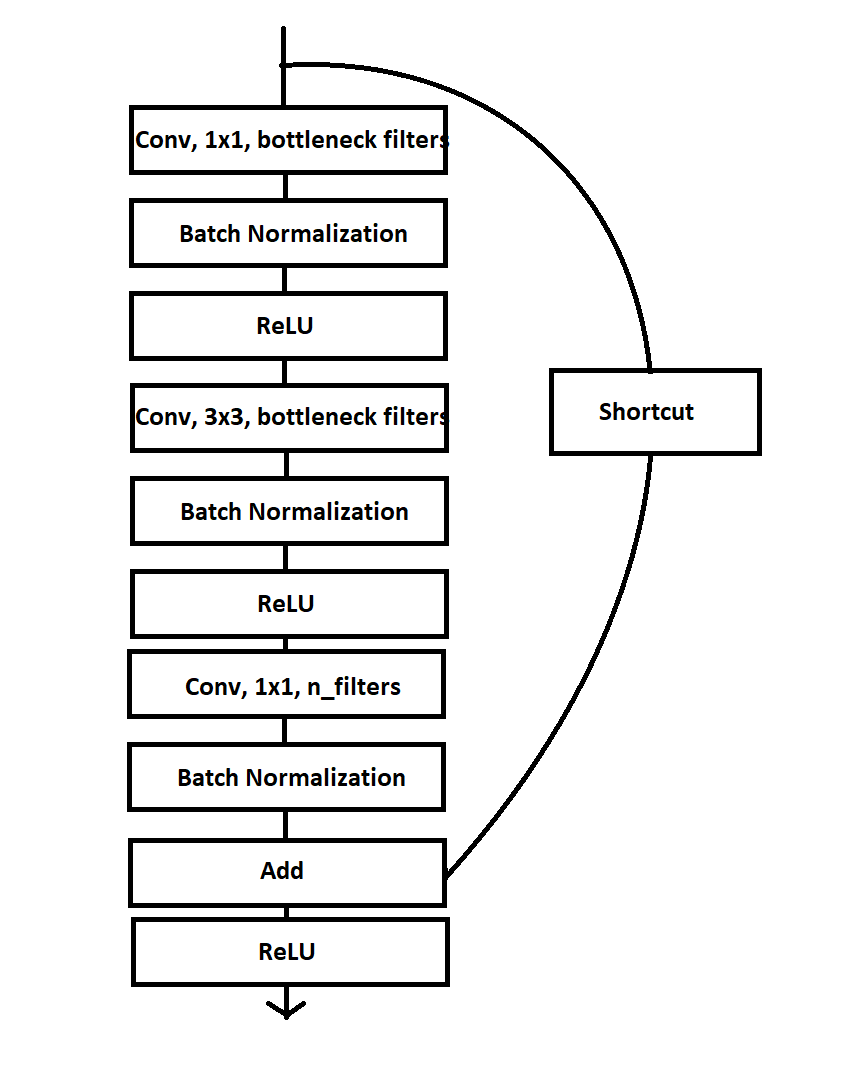 Conv, 1x1, bottleneck filters
Batch Normalization
ReLU
Conv, 3x3, bottleneck filters
Shortcut
Batch Normalization
ReLU
Conv, 1x1, n_filters
Batch Normalization
Add
ReLU